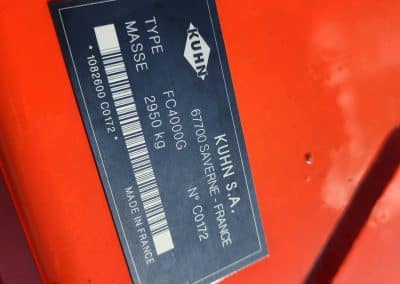 KUHN
KUHN S.A.
67700 SAVERNE - FRANCE
N° C0172
TYPE FC4000G
MASSE 2950 kg
* 1082600 C0172 *
MADE IN FRANCE